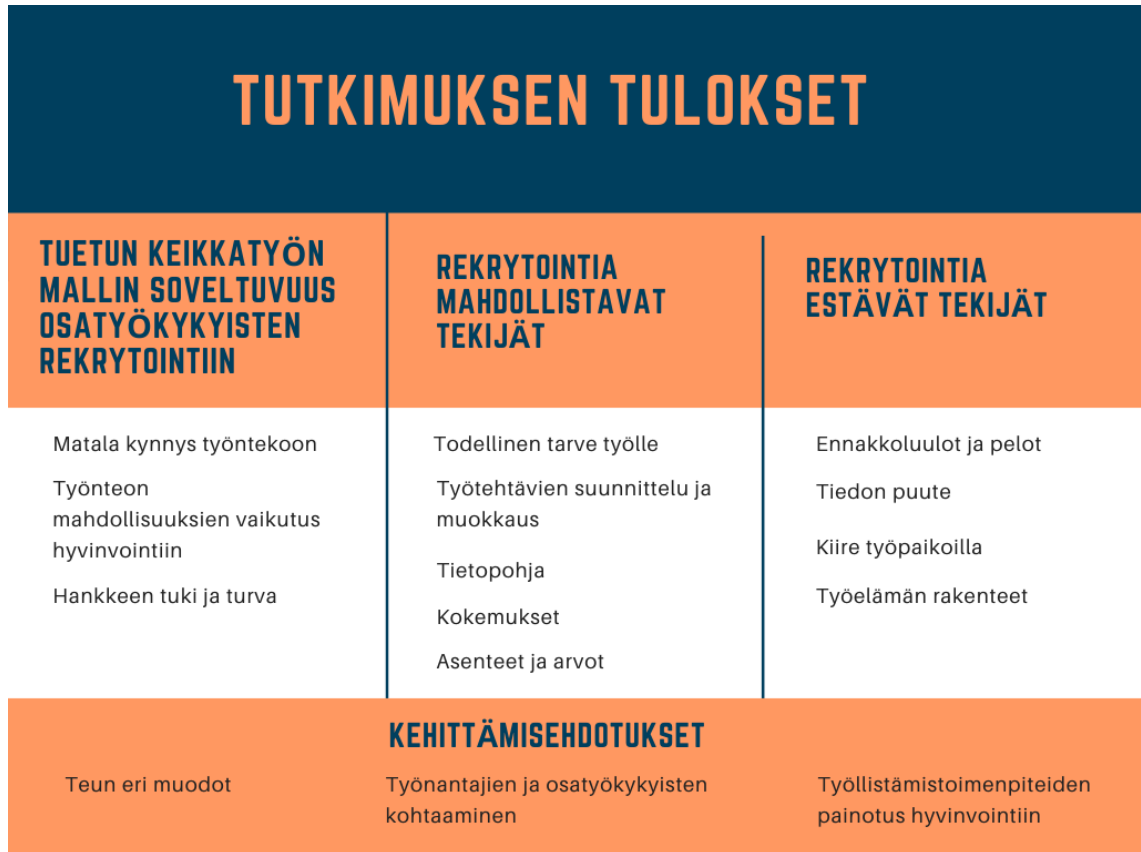 TUTKIMUKSEN TULOKSET
TUETUN KEIKKATYÖN
MALLIN SOVELTUVUUS
OSATYÖKYKYISTEN
REKRYTOINTIIN
REKRYTOINTIA
MAHDOLLISTAVAT
TEKIJÄT
REKRYTOINTIA
ESTÄVÄT TEKIJÄT
Matala kynnys työntekoon
Työnteon
mahdollisuuksien vaikutus
hyvinvointiin
Hankkeen tuki ja turva
Todellinen tarve työlle
Työtehtävien suunnittelu ja
muokkaus
Tietopohja
Kokemukset
Asenteet ja arvot
Ennakkoluulot ja pelot
Tiedon puute
Kiire työpaikoilla
Työelämän rakenteet
KEHITTÄMISEHDOTUKSET
Teun eri muodot
Työnantajien ja osatyökykyisten
kohtaaminen
Työllistämistoimenpiteiden
painotus hyvinvointiin